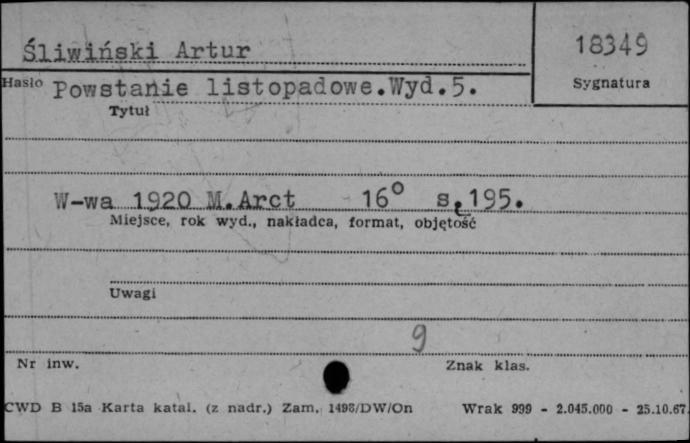 Śliwiński Artur
18349
Hasło
Sygnatura
Powstanie listopadowe.Wyd.5.
Tytuł
W-wa 1920 M.Arct 16° s.195.
Miejsce, rok wyd., nakładca, format, objętość
Uwagi
9
Nr inw.
Znak klas.
CWD B 15a Karta katal. (z nadr.) Zam. 1498/DW/On Wrak 999 - 2.045.000 - 25.10.67.